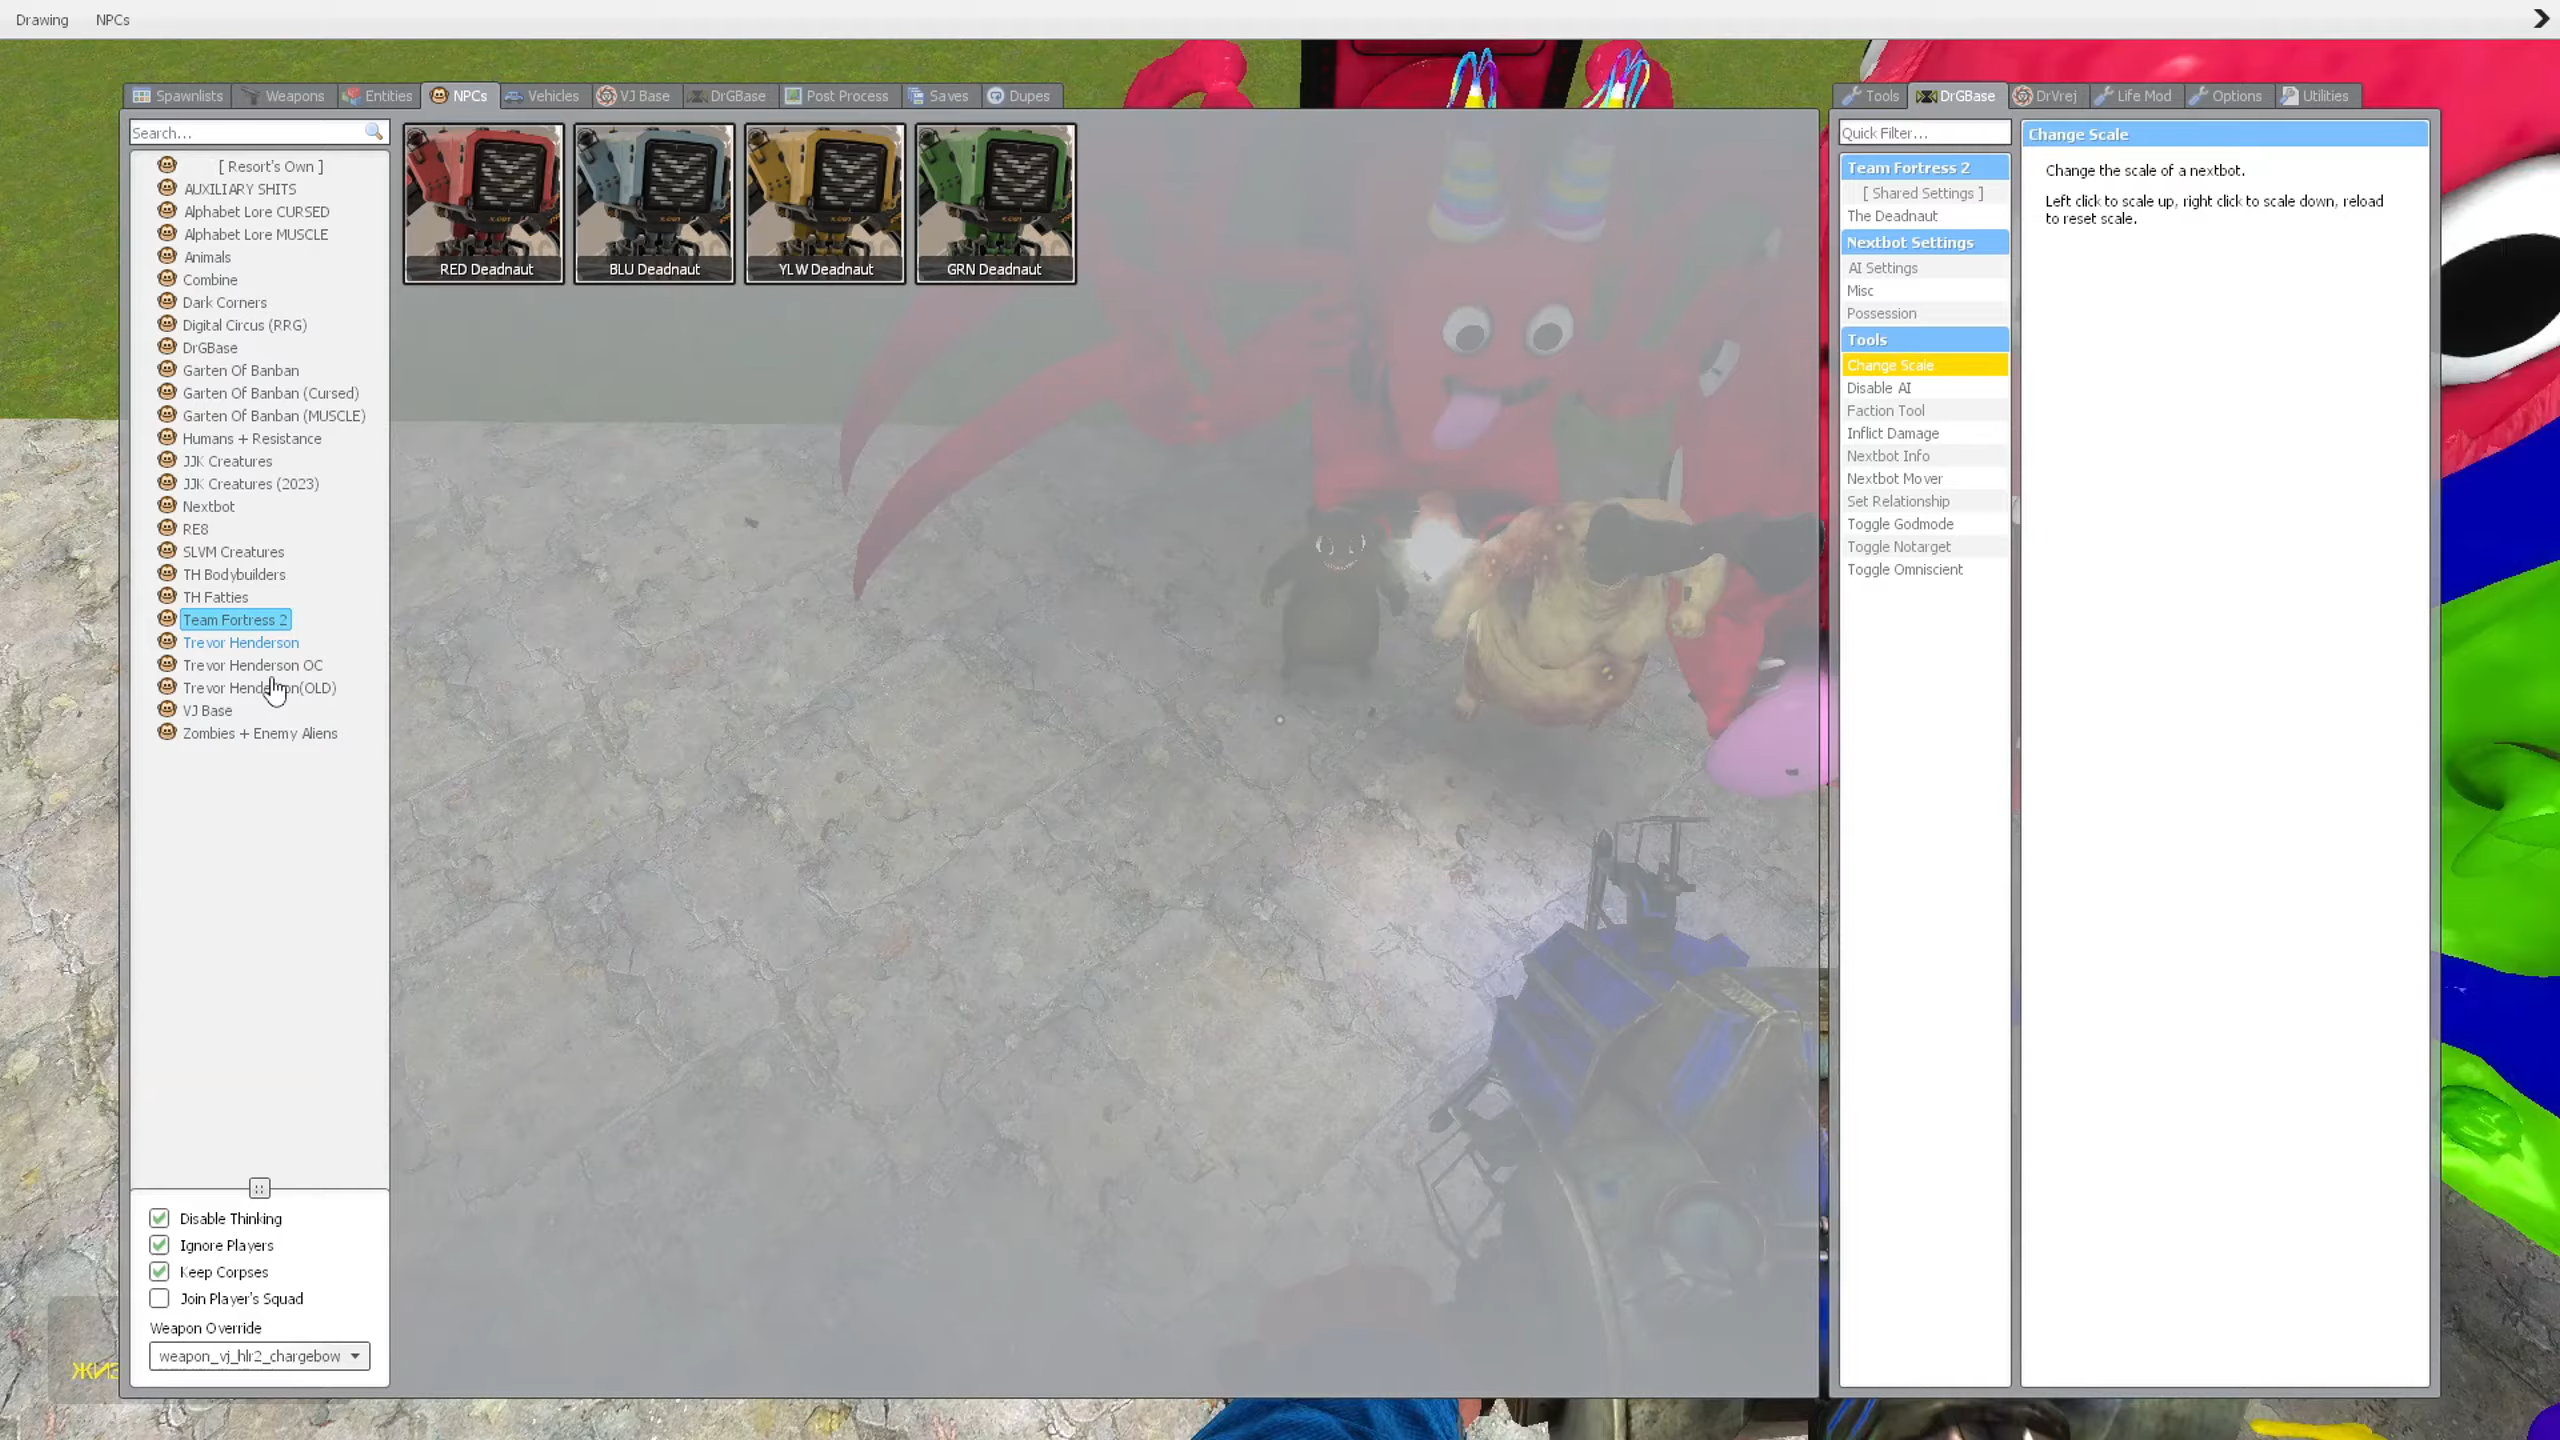 Drawing NPCs
Spawnlists Weapons Entities NPCs Vehicles VJ Base DrGBase Post Process Saves Dupes
Search...
[ Resort's Own ]
AUXILIARY SHITS
Alphabet Lore CURSED
Alphabet Lore MUSCLE
Animals
Combine
Dark Corners
Digital Circus (RRG)
DrGBase
Garten Of Banban
Garten Of Banban (Cursed)
Garten Of Banban (MUSCLE)
Humans + Resistance
JJK Creatures
JJK Creatures (2023)
Nextbot
RE8
SLVM Creatures
TH Bodybuilders
TH Fatties
Team Fortress 2
Trevor Henderson
Trevor Henderson OC
Trevor Henderson(OLD)
VJ Base
Zombies + Enemy Aliens
Disable Thinking
Ignore Players
Keep Corpses
Join Player's Squad
Weapon Override
weapon_vj_hlr2_chargebow
RED Deadnaut BLU Deadnaut YLW Deadnaut GRN Deadnaut
Tools DrGBase DrVrej Life Mod Options Utilities
Quick Filter...
Team Fortress 2
[ Shared Settings ]
The Deadnaut
Nextbot Settings
AI Settings
Misc
Possession
Tools
Change Scale
Disable AI
Faction Tool
Inflict Damage
Nextbot Info
Nextbot Mover
Set Relationship
Toggle Godmode
Toggle Notarget
Toggle Omniscient
Change Scale
Change the scale of a nextbot.
Left click to scale up, right click to scale down, reload
to reset scale.